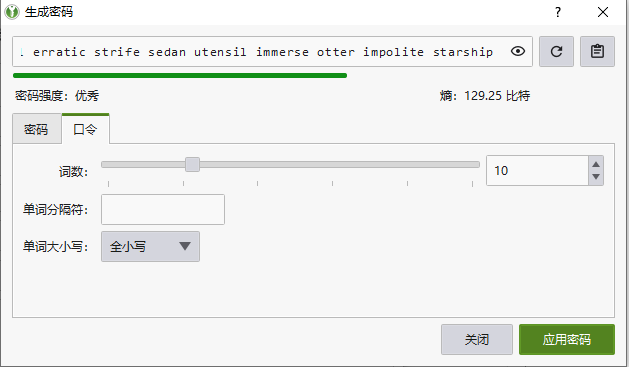 生成密码
erratic strife sedan utensil immerse otter impolite starship
密码强度：优秀
熵：129.25 比特
密码
口令
词数：
10
单词分隔符：
单词大小写：
全小写
关闭
应用密码